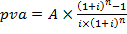 pva = A × ((1+i)^n − 1) / (i×(1+i)^n)